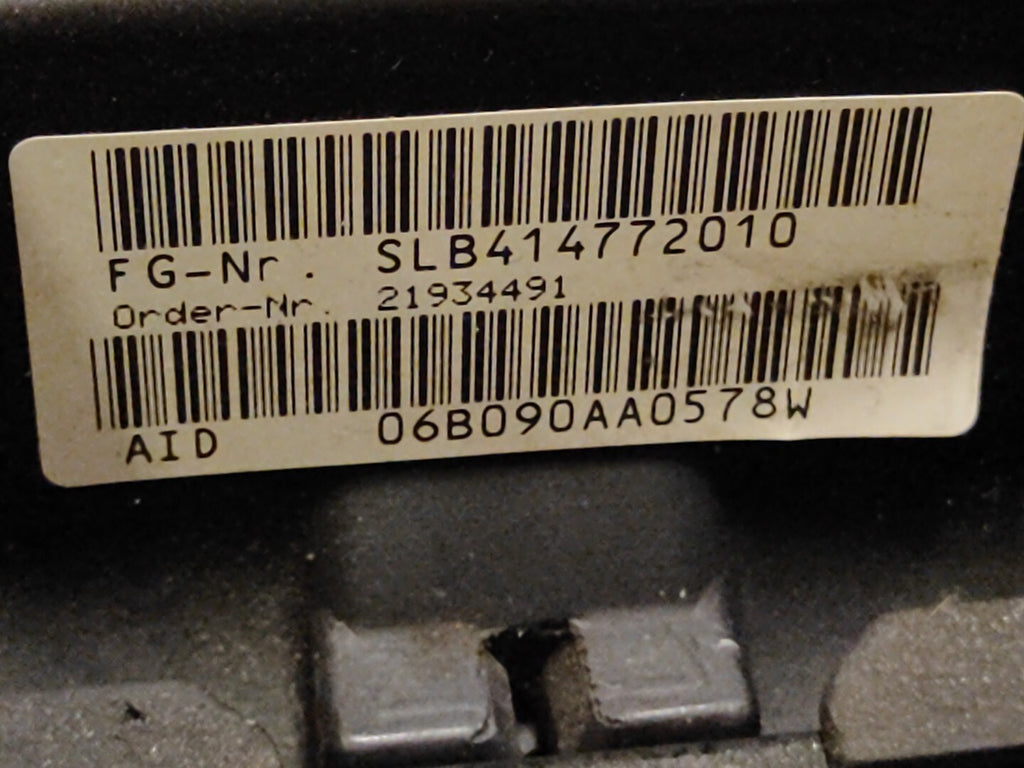 FG-Nr. SLB414772010
Order-Nr. 21934491
AID 06B090AA0578W